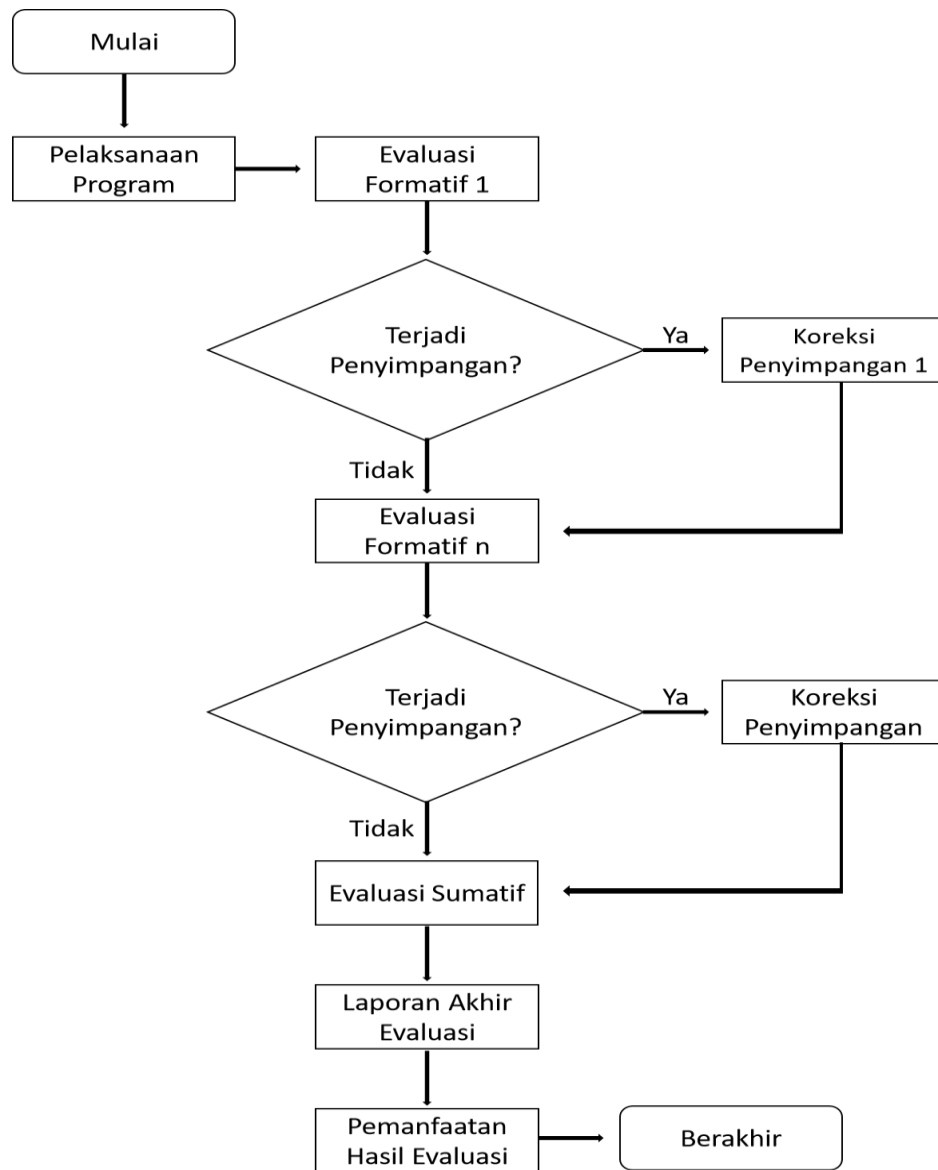 Mulai
Pelaksanaan
Program
Evaluasi
Formatif 1
Terjadi
Penyimpangan?
Ya
Koreksi
Penyimpangan 1
Tidak
Evaluasi
Formatif n
Terjadi
Penyimpangan?
Ya
Koreksi
Penyimpangan
Tidak
Evaluasi Sumatif
Laporan Akhir
Evaluasi
Pemanfaatan
Hasil Evaluasi
Berakhir